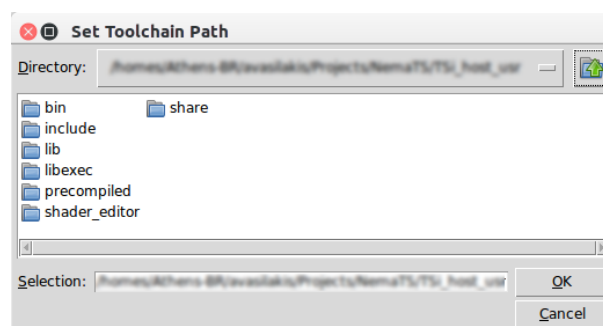 Set Toolchain Path
Directory:
bin share
include
lib
libexec
precompiled
shader_editor
Selection: OK
Cancel